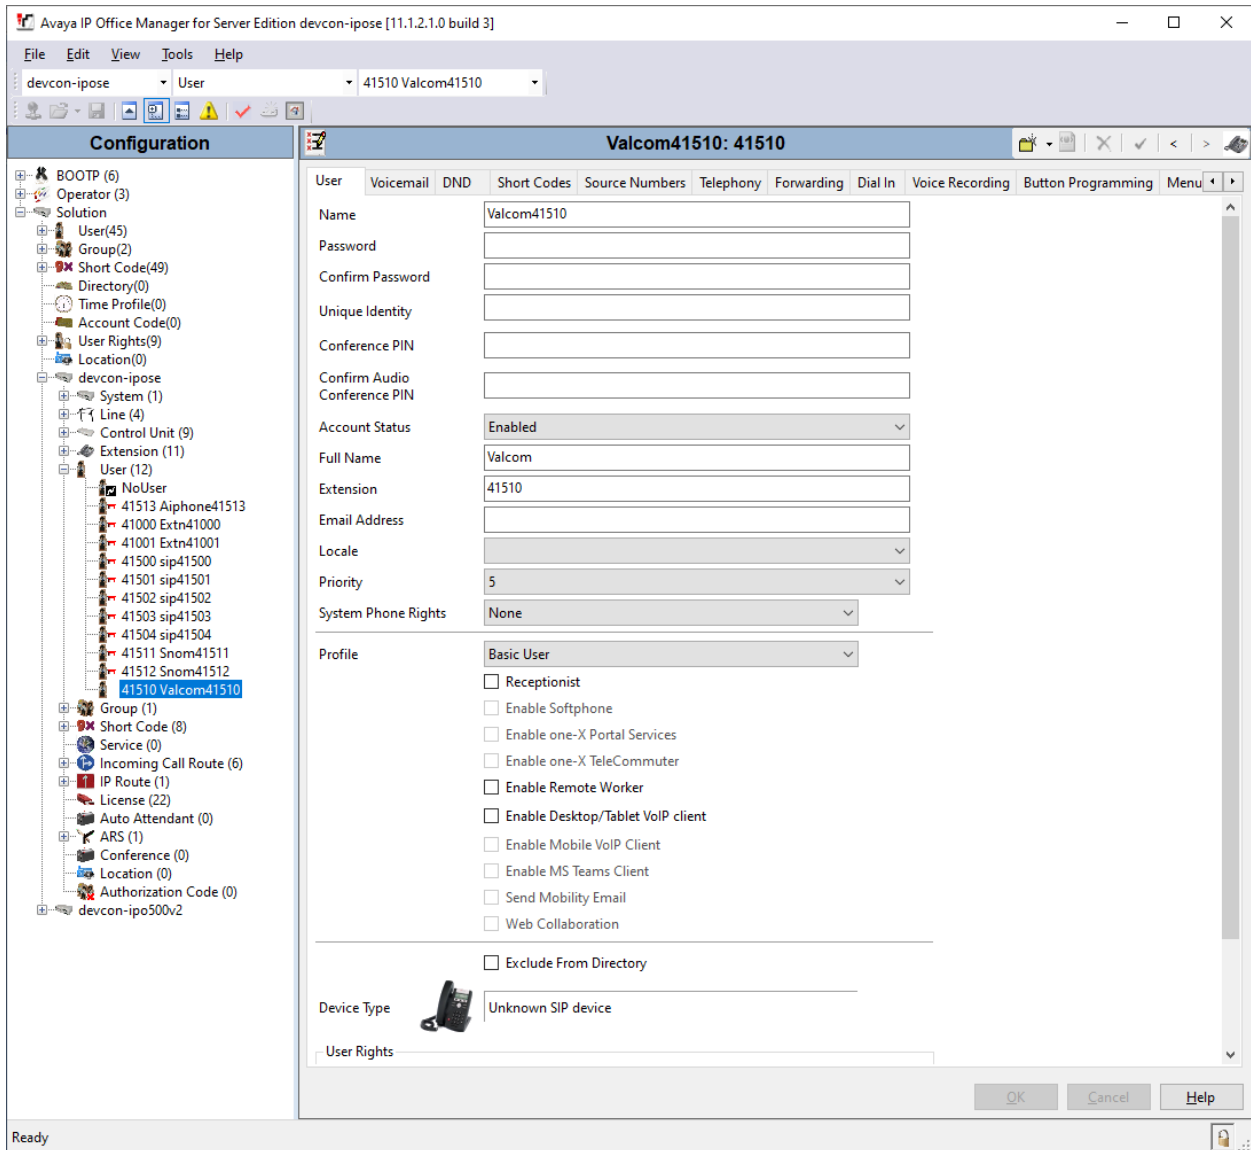 Avaya IP Office Manager for Server Edition devcon-ipose [11.1.2.1.0 build 3]
File Edit View Tools Help
devcon-ipose User 41510 Valcom41510
Configuration
Valcom41510: 41510
BOOTP (6)
Operator (3)
Solution
User(45)
Group(2)
Short Code(49)
Directory(0)
Time Profile(0)
Account Code(0)
User Rights(9)
Location(0)
devcon-ipose
System (1)
Line (4)
Control Unit (9)
Extension (11)
User (12)
NoUser
41513 Aiphone41513
41000 Extn41000
41001 Extn41001
41500 sip41500
41501 sip41501
41502 sip41502
41503 sip41503
41504 sip41504
41511 Snom41511
41512 Snom41512
41510 Valcom41510
Group (1)
Short Code (8)
Service (0)
Incoming Call Route (6)
IP Route (1)
License (22)
Auto Attendant (0)
ARS (1)
Conference (0)
Location (0)
Authorization Code (0)
devcon-ipo500v2
User Voicemail DND Short Codes Source Numbers Telephony Forwarding Dial In Voice Recording Button Programming Menu
Name Valcom41510
Password
Confirm Password
Unique Identity
Conference PIN
Confirm Audio
Conference PIN
Account Status Enabled
Full Name Valcom
Extension 41510
Email Address
Locale
Priority 5
System Phone Rights None
Profile Basic User
Receptionist
Enable Softphone
Enable one-X Portal Services
Enable one-X TeleCommuter
Enable Remote Worker
Enable Desktop/Tablet VoIP client
Enable Mobile VoIP Client
Enable MS Teams Client
Send Mobility Email
Web Collaboration
Exclude From Directory
Device Type Unknown SIP device
User Rights
OK Cancel Help
Ready